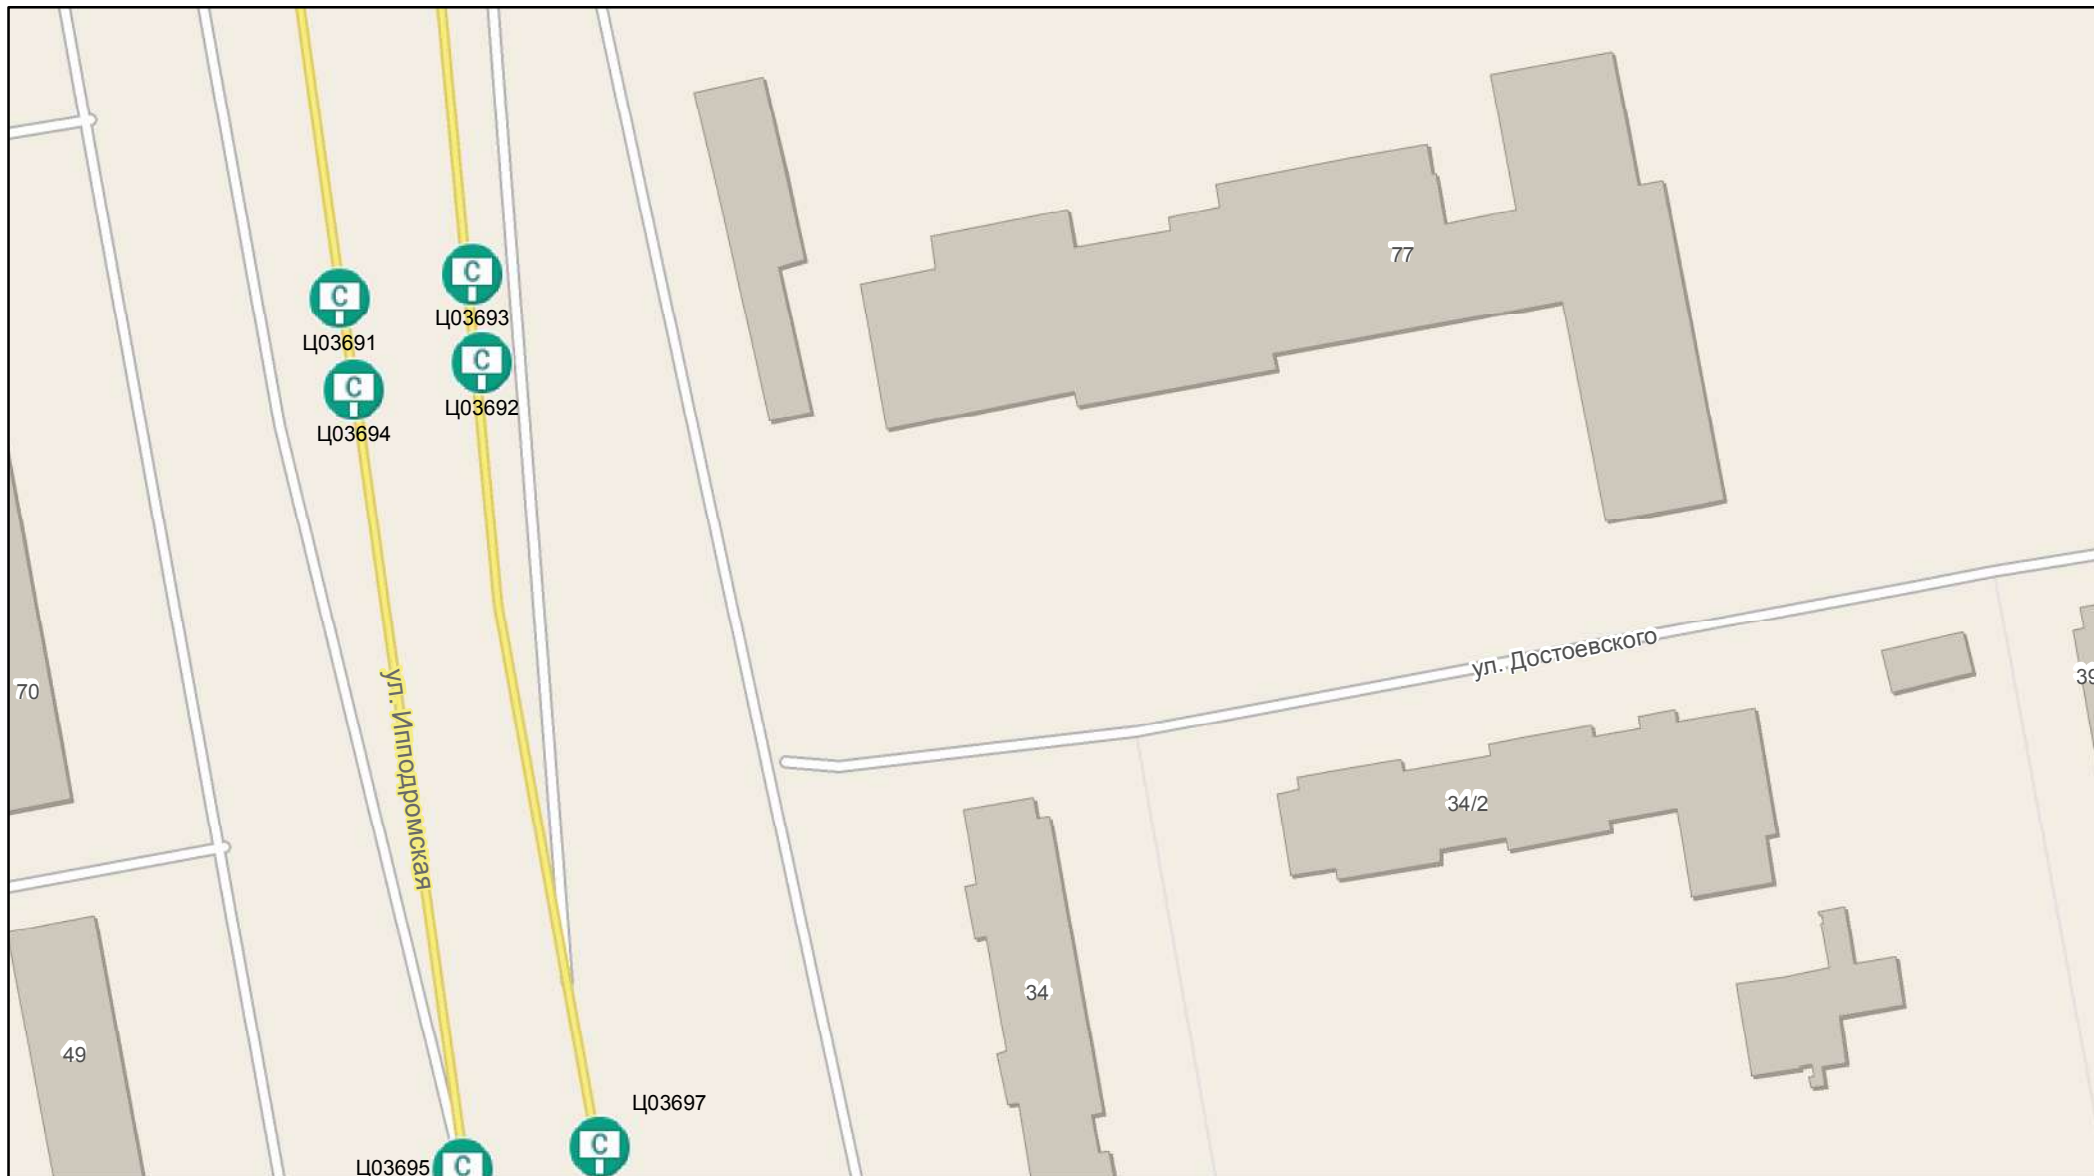 77
С
С
Ц03693
Ц03691
С
С
Ц03692
Ц03694
ул. Достоевского
70
ул. Ипподромская
34/2
34
49
Ц03697
С
Ц03695
С